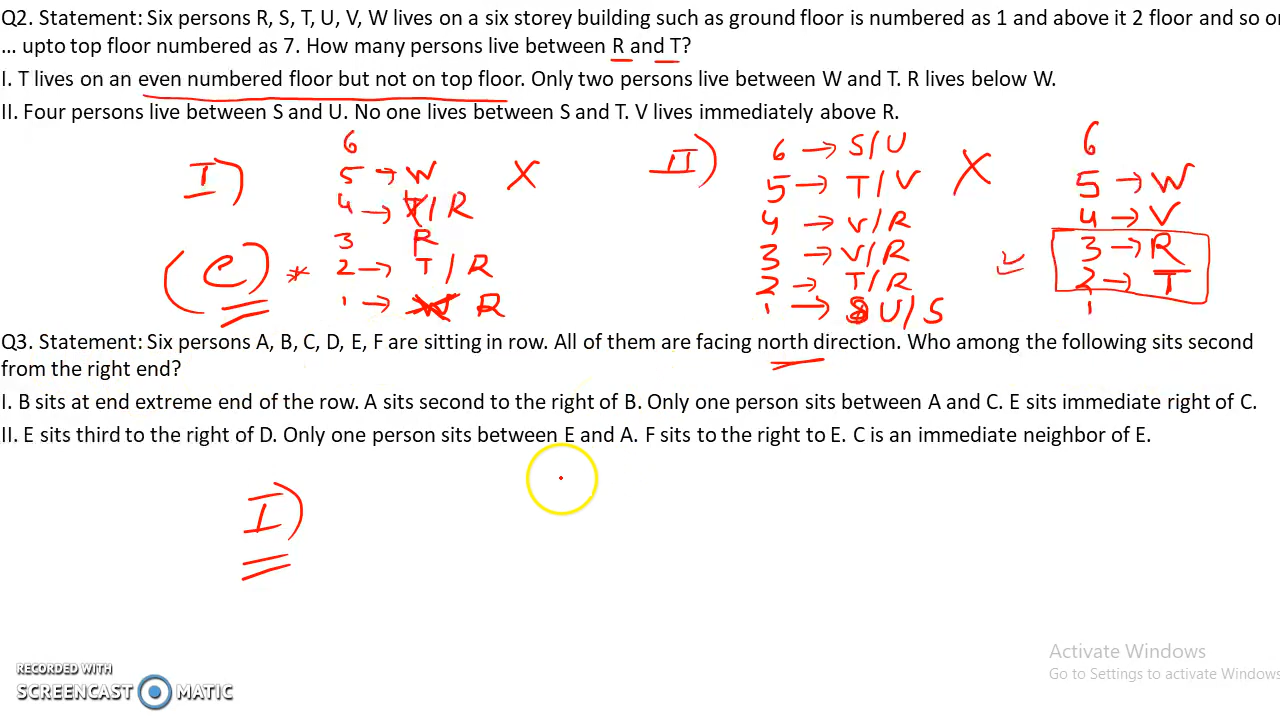 Q2. Statement: Six persons R, S, T, U, V, W lives on a six storey building such as ground floor is numbered as 1 and above it 2 floor and so on
... upto top floor numbered as 7. How many persons live between R and T?
I. T lives on an even numbered floor but not on top floor. Only two persons live between W and T. R lives below W.
II. Four persons live between S and U. No one lives between S and T. V lives immediately above R.
I)
6
5 → W
4 → T/R
3 R
* 2 → T/R
1 → W R
X
(C)
II)
6 → S/U
5 → T/V
4 → V/R
3 → V/R
2 → T/R
1 → U/S
X
6
5 → W
4 → V
3 → R
2 → T
1
Q3. Statement: Six persons A, B, C, D, E, F are sitting in row. All of them are facing north direction. Who among the following sits second
from the right end?
I. B sits at end extreme end of the row. A sits second to the right of B. Only one person sits between A and C. E sits immediate right of C.
II. E sits third to the right of D. Only one person sits between E and A. F sits to the right to E. C is an immediate neighbor of E.
I)
Activate Windows
Go to Settings to activate Windows
RECORDED WITH
SCREENCAST MATIC